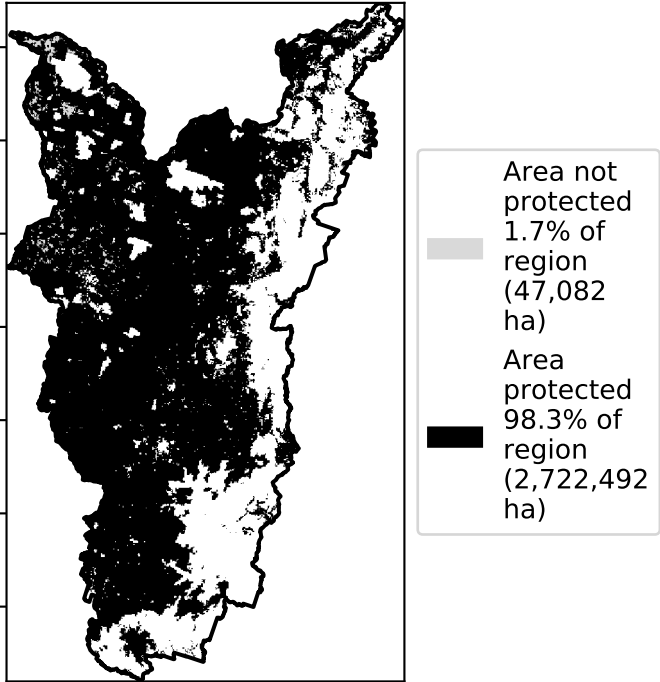 Area not
protected
1.7% of
region
(47,082
ha)
Area
protected
98.3% of
region
(2,722,492
ha)